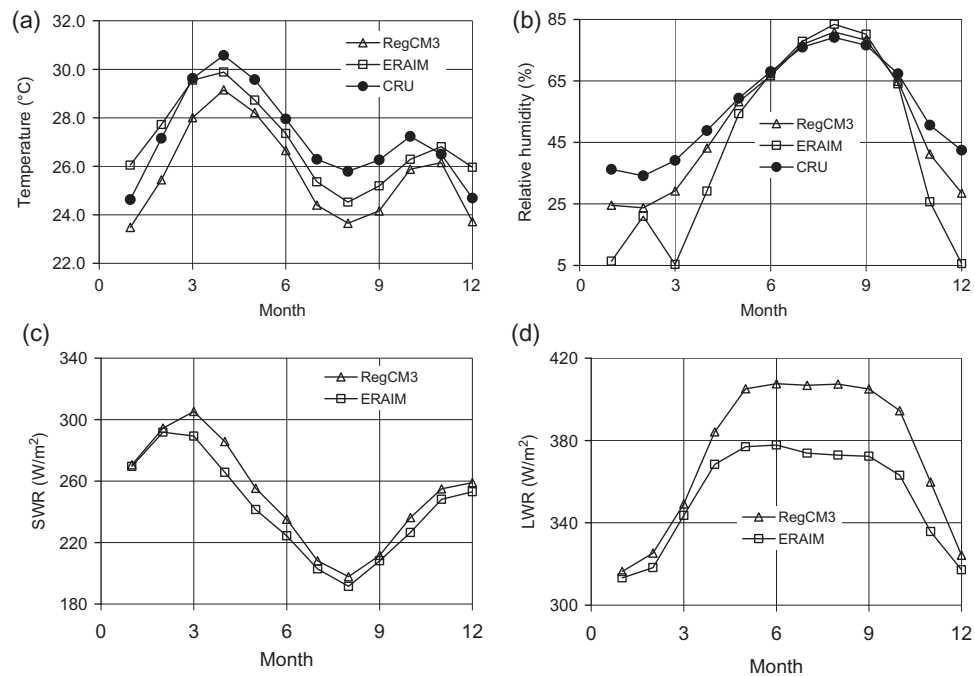 (a)
32.0
30.0
28.0
26.0
24.0
22.0
Temperature (°C)
RegCM3
ERAIM
CRU
0 3 6 9 12
Month
(b)
85
65
45
25
5
Relative humidity (%)
RegCM3
ERAIM
CRU
0 3 6 9 12
Month
(c)
340
300
260
220
180
SWR (W/m²)
RegCM3
ERAIM
0 3 6 9 12
Month
(d)
420
380
340
300
LWR (W/m²)
RegCM3
ERAIM
0 3 6 9 12
Month